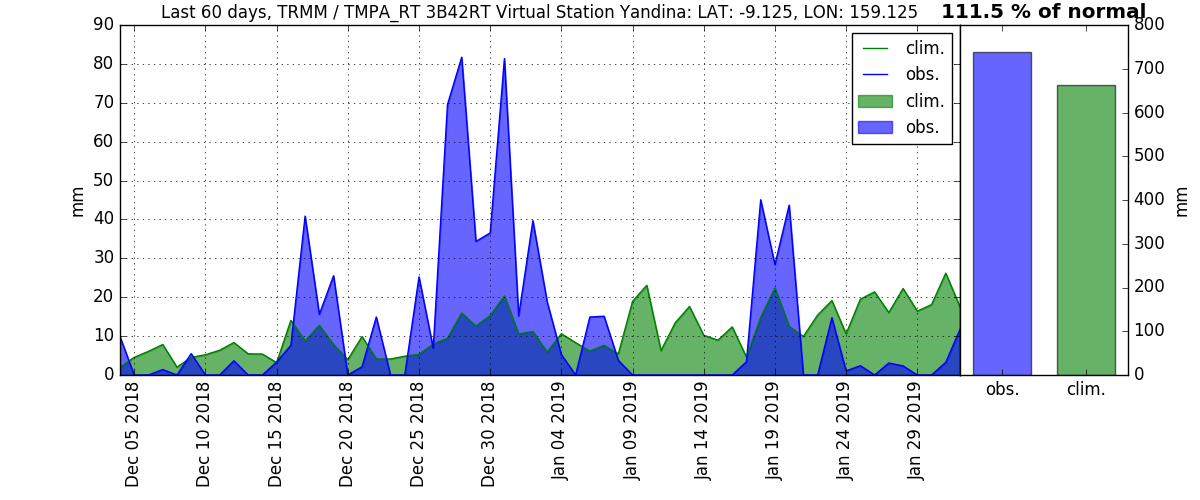 Last 60 days, TRMM / TMPA_RT 3B42RT Virtual Station Yandina: LAT: -9.125, LON: 159.125
111.5 % of normal
90
80
70
60
50
40
30
20
10
0
mm
clim.
obs.
clim.
obs.
Dec 05 2018
Dec 10 2018
Dec 15 2018
Dec 20 2018
Dec 25 2018
Dec 30 2018
Jan 04 2019
Jan 09 2019
Jan 14 2019
Jan 19 2019
Jan 24 2019
Jan 29 2019
800
700
600
500
400
300
200
100
0
mm
obs.
clim.